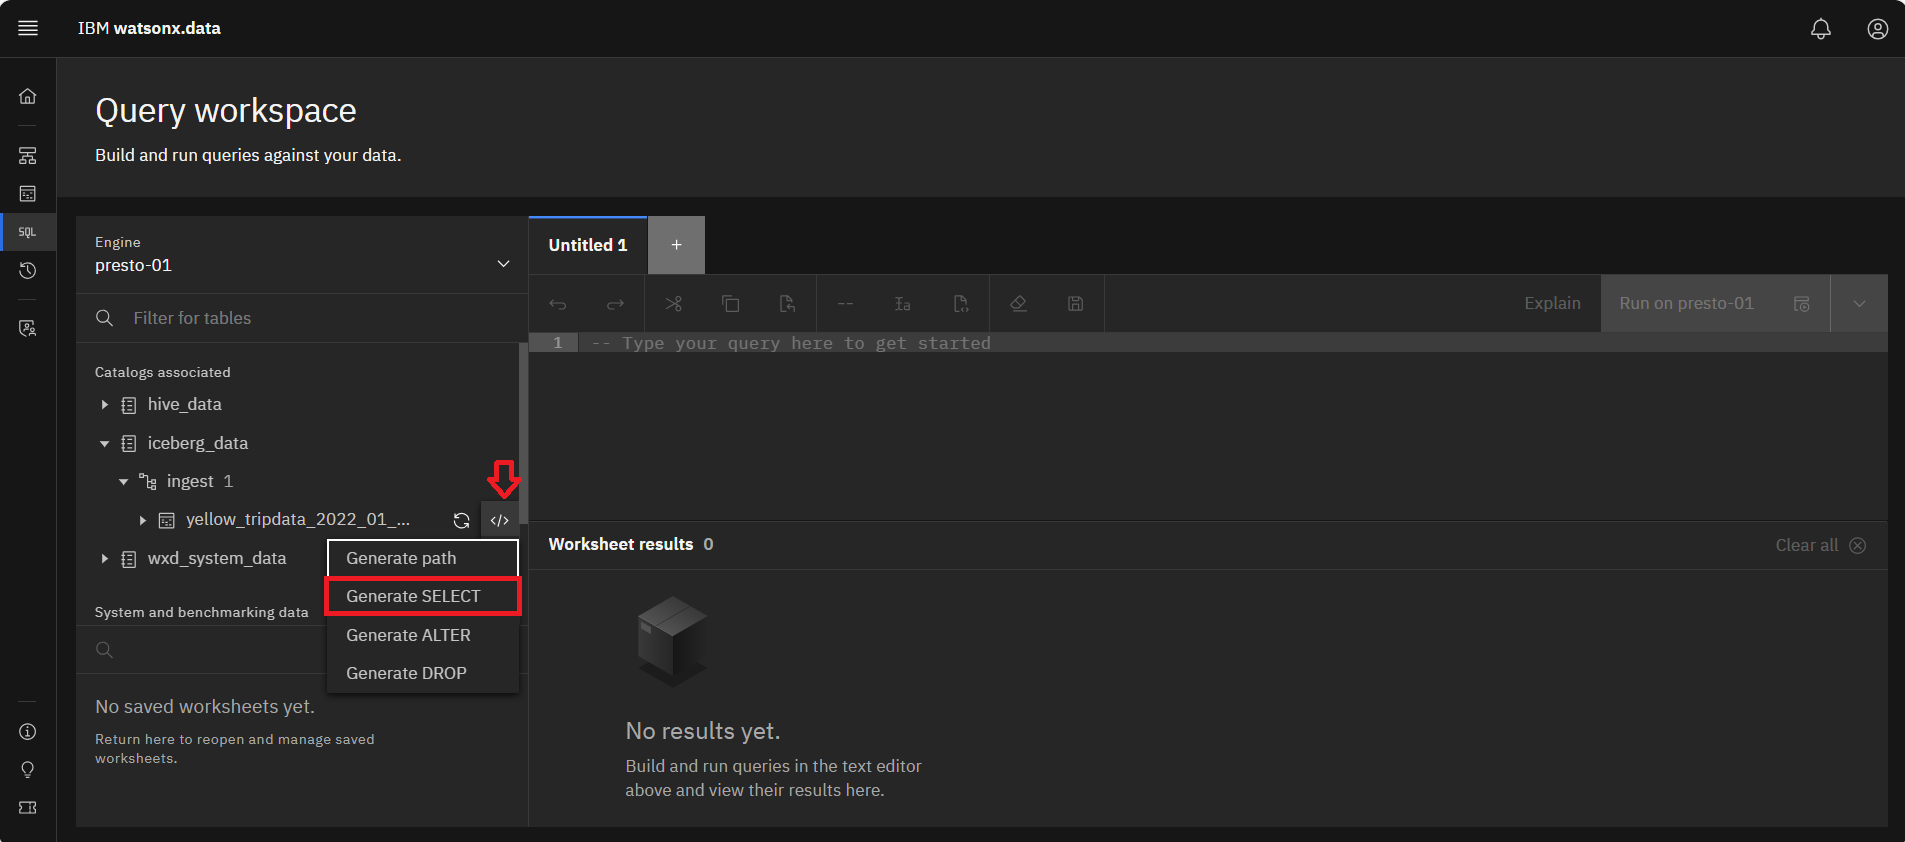 IBM watsonx.data
Query workspace
Build and run queries against your data.
SQL
Engine
presto-01
Filter for tables
Catalogs associated
hive_data
iceberg_data
ingest 1
yellow_tripdata_2022_01_...
wxd_system_data
System and benchmarking data
Generate path
Generate SELECT
Generate ALTER
Generate DROP
No saved worksheets yet.
Return here to reopen and manage saved
worksheets.
Untitled 1
+
Explain
Run on presto-01
1 -- Type your query here to get started
Worksheet results 0
Clear all
No results yet.
Build and run queries in the text editor
above and view their results here.